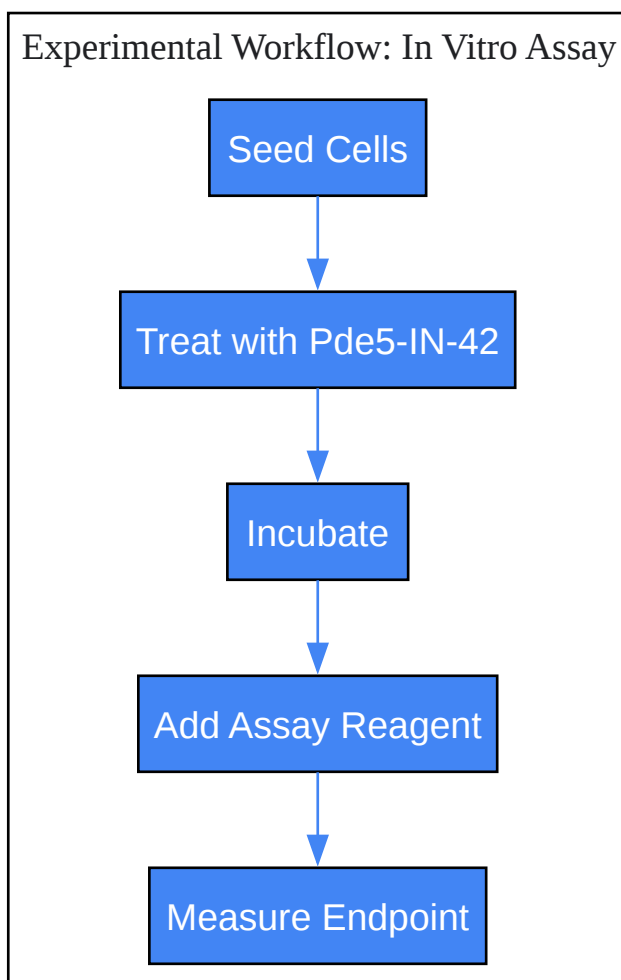 Experimental Workflow: In Vitro Assay
Seed Cells
Treat with Pde5-IN-42
Incubate
Add Assay Reagent
Measure Endpoint